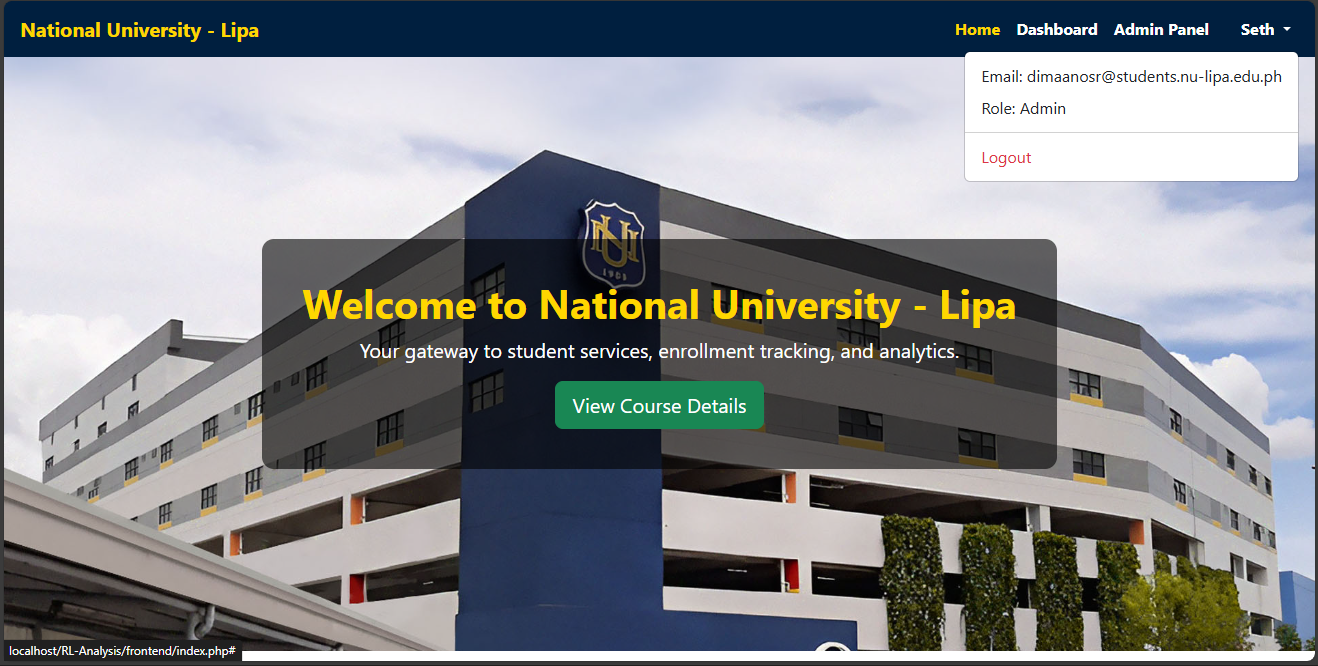 National University - Lipa
Home Dashboard Admin Panel Seth
Email: dimaanosr@students.nu-lipa.edu.ph
Role: Admin
Logout
NU
1903
Welcome to National University - Lipa
Your gateway to student services, enrollment tracking, and analytics.
View Course Details
localhost/RL-Analysis/frontend/index.php#